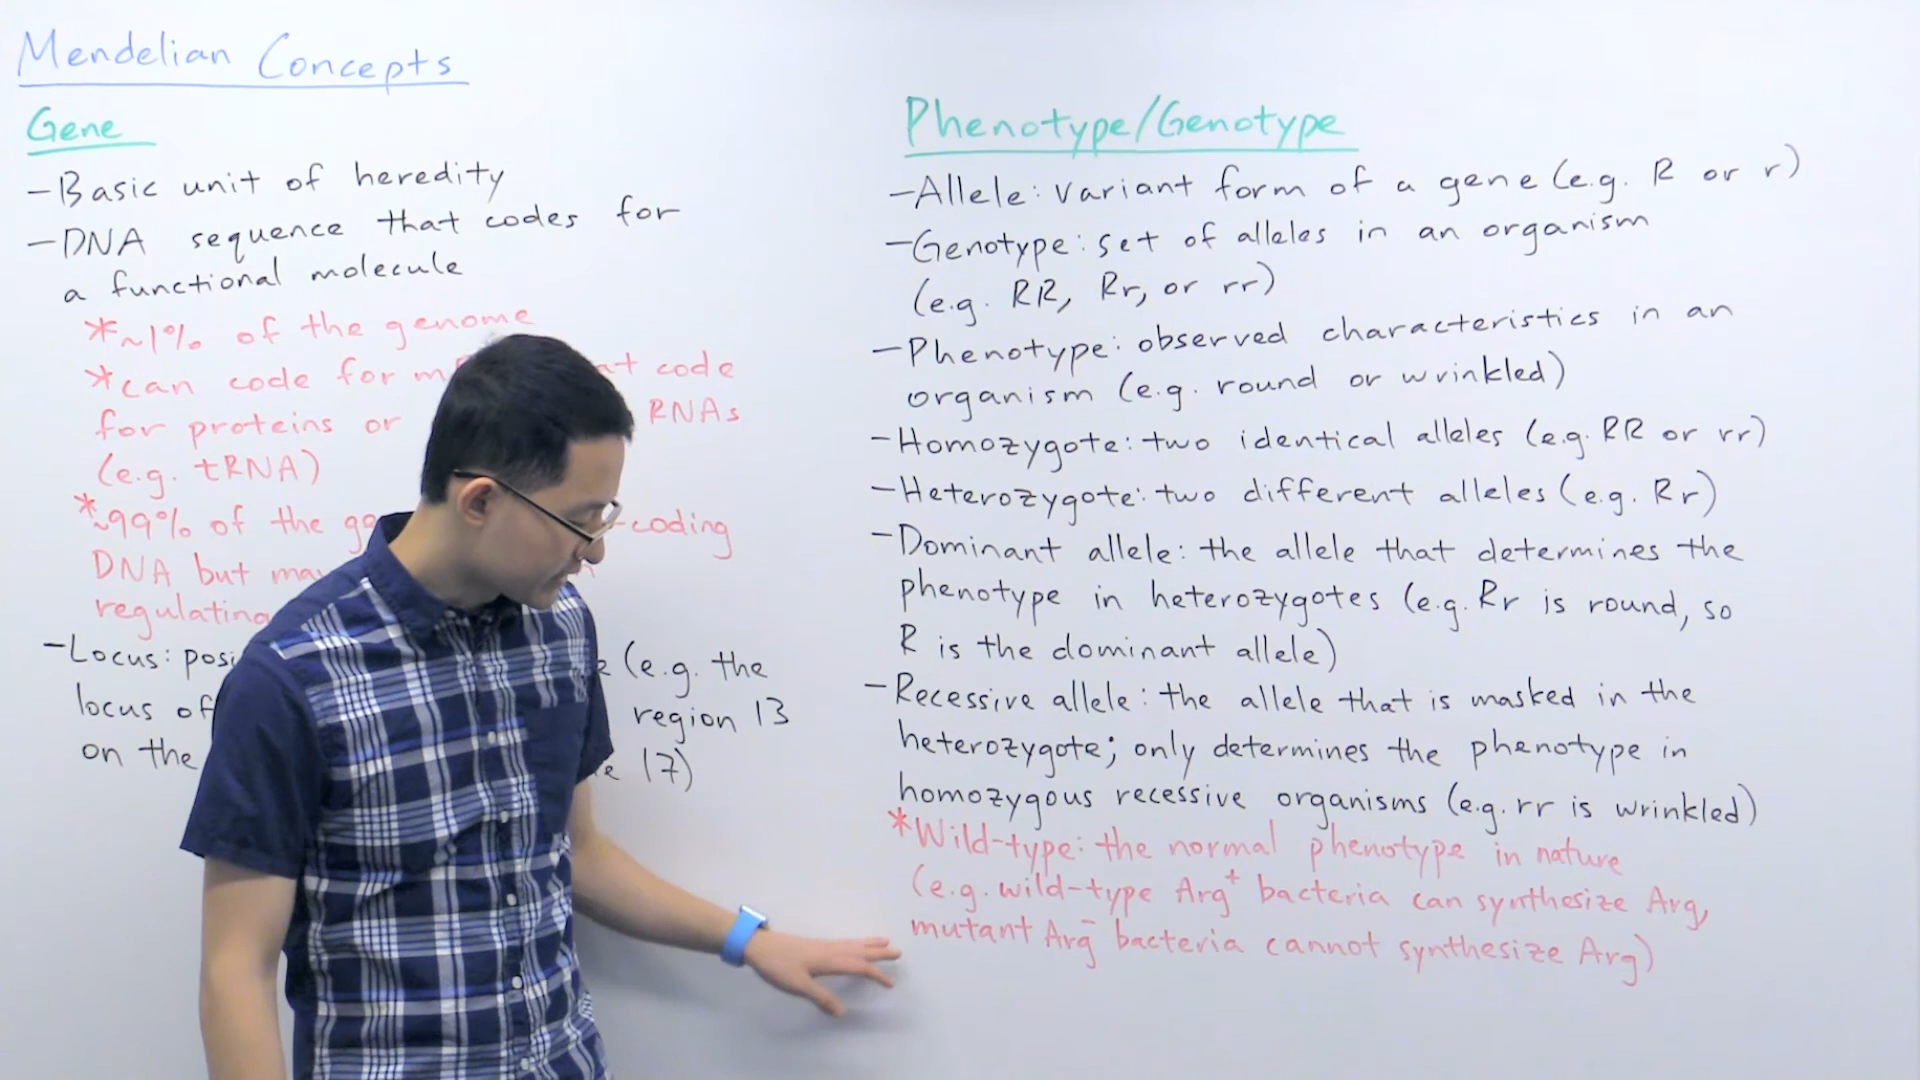 Mendelian Concepts
Gene
-Basic unit of heredity
-DNA sequence that codes for
a functional molecule
*~1% of the genome
*can code for code
for proteins or RNAs
(e.g. tRNA)
*~99% of the -coding
DNA but
regulating
-Locus: (e.g. the
locus of region 13
on the 17)
Phenotype/Genotype
-Allele: variant form of a gene (e.g. R or r)
-Genotype: set of alleles in an organism
(e.g. RR, Rr, or rr)
-Phenotype: observed characteristics in an
organism (e.g. round or wrinkled)
-Homozygote: two identical alleles (e.g. RR or rr)
-Heterozygote: two different alleles (e.g. Rr)
-Dominant allele: the allele that determines the
phenotype in heterozygotes (e.g. Rr is round, so
R is the dominant allele)
-Recessive allele: the allele that is masked in the
heterozygote; only determines the phenotype in
homozygous recessive organisms (e.g. rr is wrinkled)
*Wild-type: the normal phenotype in nature
(e.g. wild-type Arg⁺ bacteria can synthesize Arg,
mutant Arg⁻ bacteria cannot synthesize Arg)